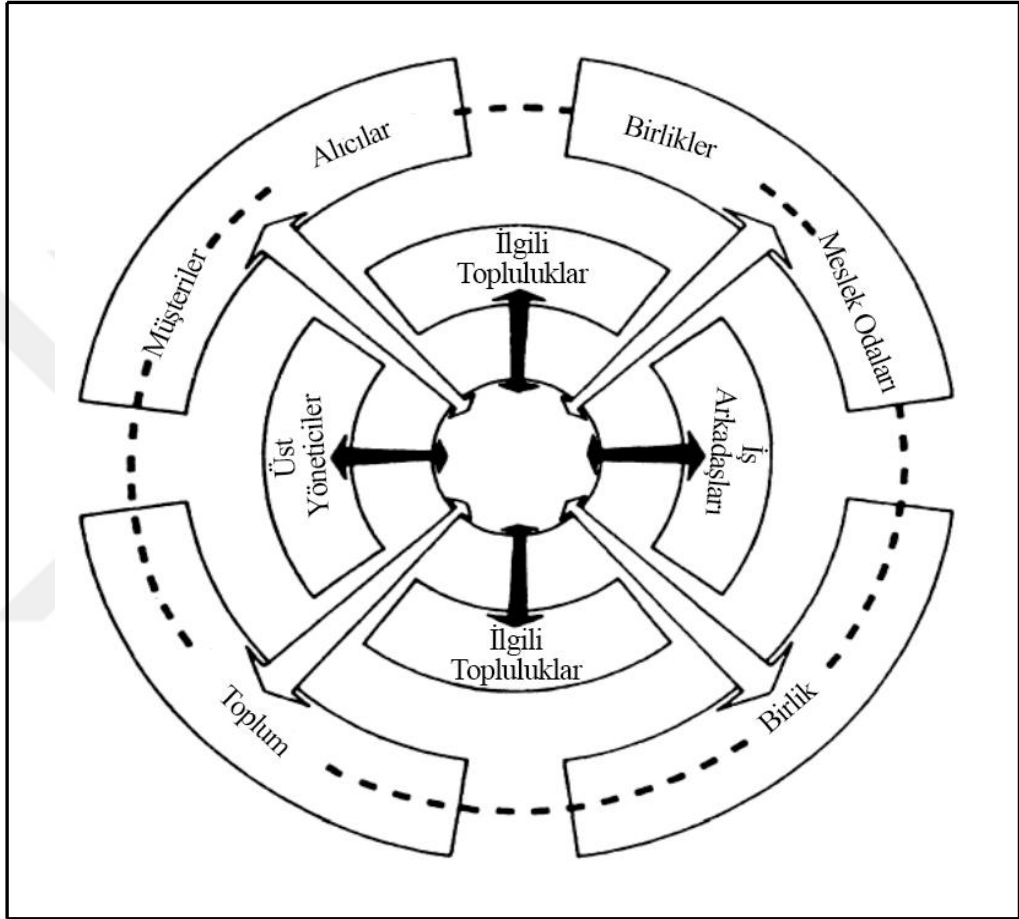 Alıcılar
Birlikler
Müşteriler
Meslek Odaları
İlgili
Topluluklar
Üst
Yöneticiler
İş
Arkadaşları
İlgili
Topluluklar
Toplum
Birlik